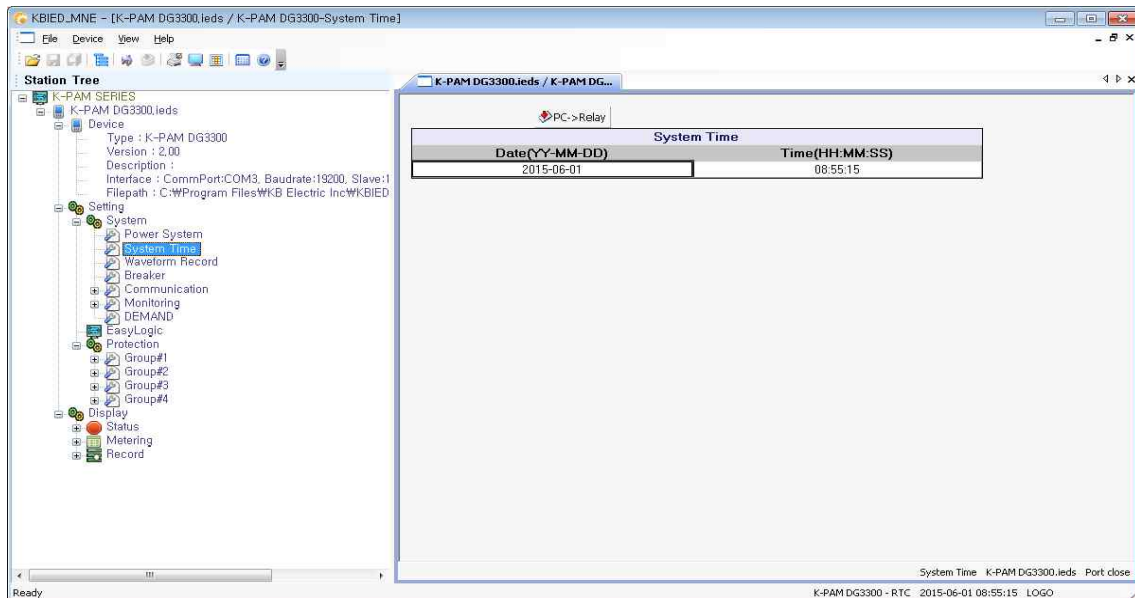 KBIED_MNE - [K-PAM DG3300.ieds / K-PAM DG3300-System Time]
File Device View Help
Station Tree
K-PAM SERIES
K-PAM DG3300.ieds
Device
Type : K-PAM DG3300
Version : 2.00
Description :
Interface : CommPort:COM3, Baudrate:19200, Slave:1
Filepath : C:₩Program Files₩KB Electric Inc₩KBIED
Setting
System
Power System
System Time
Waveform Record
Breaker
Communication
Monitoring
DEMAND
EasyLogic
Protection
Group#1
Group#2
Group#3
Group#4
Display
Status
Metering
Record
K-PAM DG3300.ieds / K-PAM DG...
PC->Relay
System Time
Date(YY-MM-DD) Time(HH:MM:SS)
2015-06-01 08:55:15
System Time K-PAM DG3300.ieds Port close
Ready K-PAM DG3300 - RTC 2015-06-01 08:55:15 LOGO